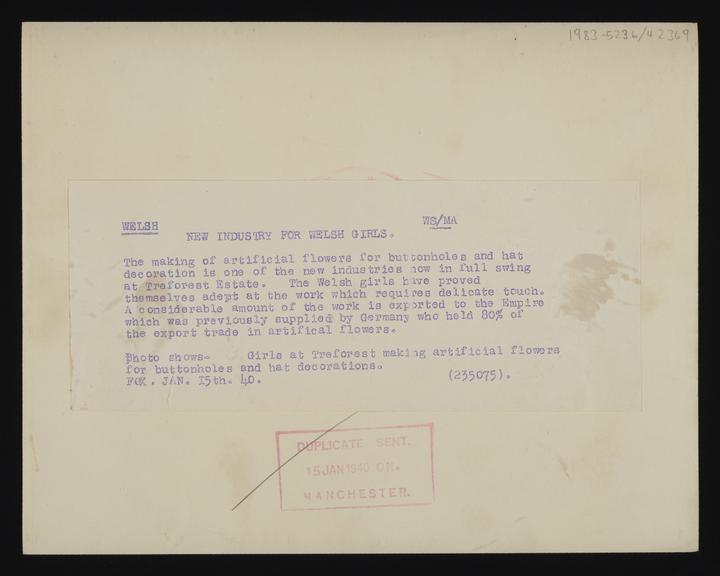 1983-5236/42369
WELSH
WS/MA
NEW INDUSTRY FOR WELSH GIRLS.
The making of artificial flowers for buttonholes and hat
decoration is one of the new industries now in full swing
at Treforest Estate. The Welsh girls have proved
themselves adept at the work which requires delicate touch.
A considerable amount of the work is exported to the Empire
which was previously supplied by Germany who held 80% of
the export trade in artifical flowers.
Photo shows- Girls at Treforest making artificial flowers
for buttonholes and hat decorations.
FOX. JAN. 15th. 40. (235075).
DUPLICATE SENT.
15 JAN 1940 ON.
MANCHESTER.